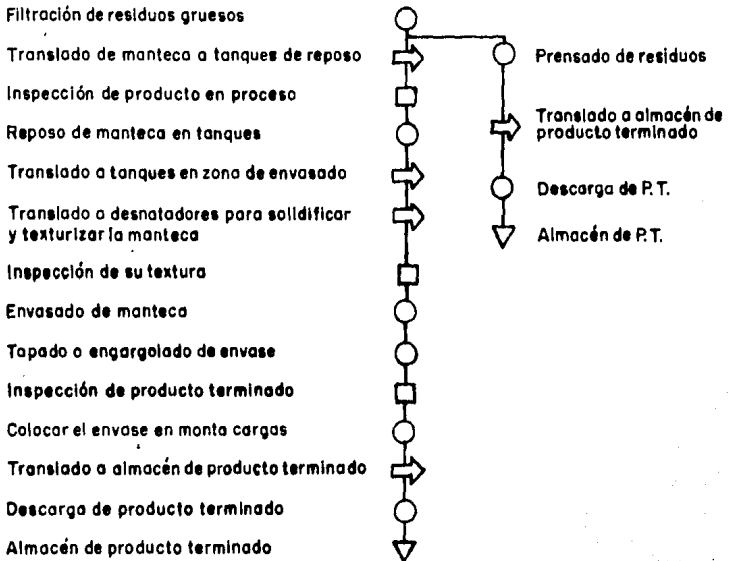 Filtración de residuos gruesos
Translado de manteca a tanques de reposo
Inspección de producto en proceso
Reposo de manteca en tanques
Translado a tanques en zona de envasado
Translado a desnatadores para solidificar
y texturizar la manteca
Inspección de su textura
Envasado de manteca
Tapado o engargolado de envase
Inspección de producto terminado
Colocar el envase en monta cargas
Translado a almacén de producto terminado
Descarga de producto terminado
Almacén de producto terminado
Prensado de residuos
Translado a almacén de
producto terminado
Descarga de P. T.
Almacén de P. T.